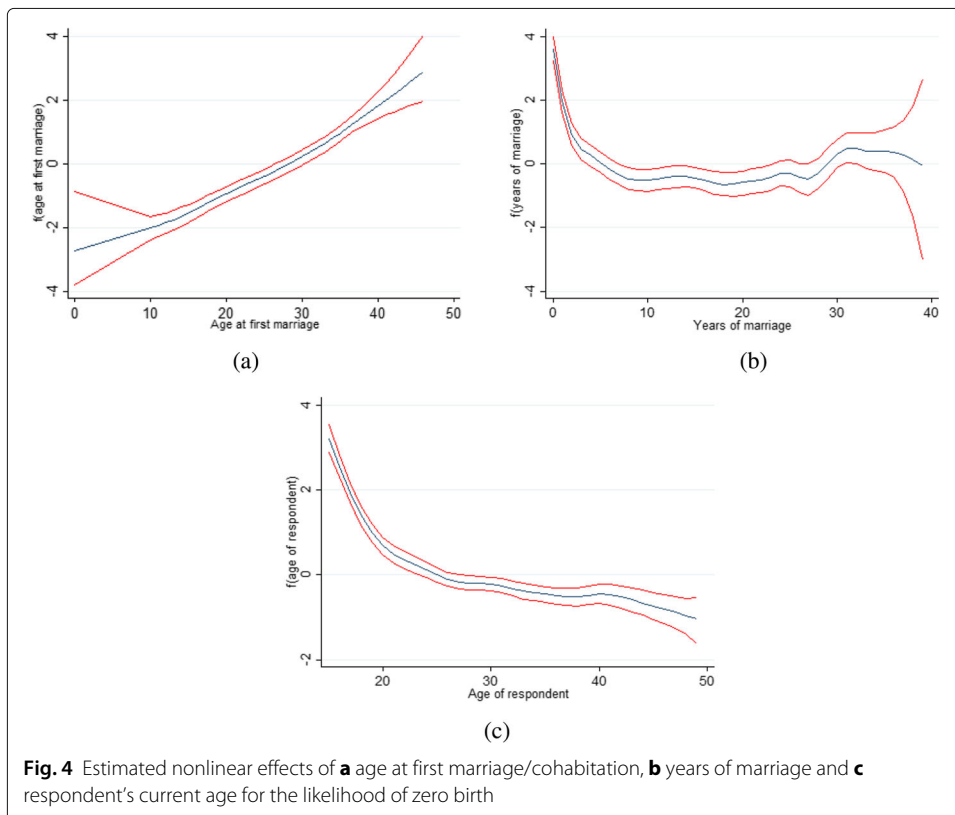 f(age at first marriage)
4
2
0
-2
-4
0
10
20
30
40
50
Age at first marriage
(a)
f(years of marriage)
4
2
0
-2
-4
0
10
20
30
40
Years of marriage
(b)
f(age of respondent)
4
2
0
-2
20
30
40
50
Age of respondent
(c)
Fig. 4 Estimated nonlinear effects of a age at first marriage/cohabitation, b years of marriage and c
respondent's current age for the likelihood of zero birth